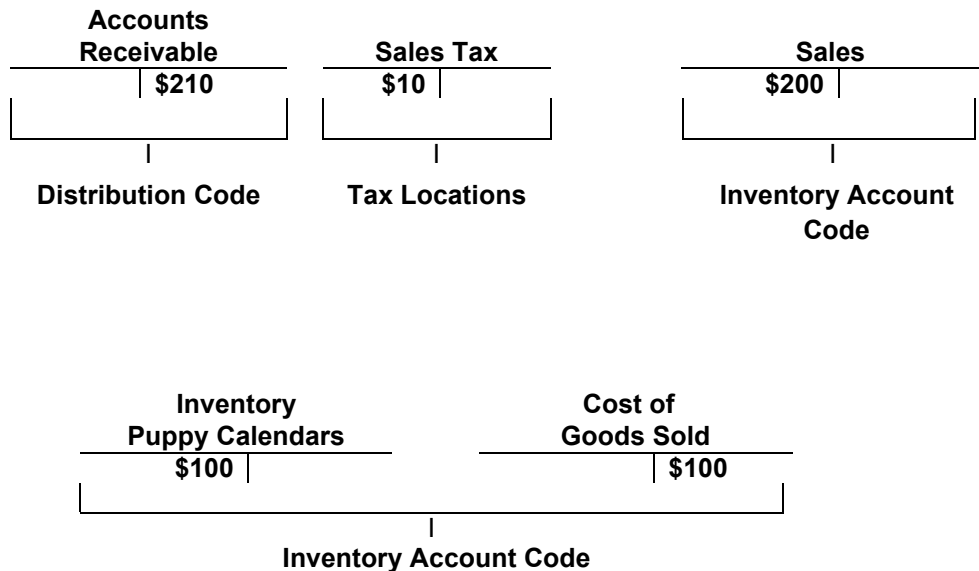 Accounts
Receivable
Sales Tax
Sales
$210
$10
$200
Distribution Code
Tax Locations
Inventory Account
Code
Inventory
Puppy Calendars
Cost of
Goods Sold
$100
$100
Inventory Account Code